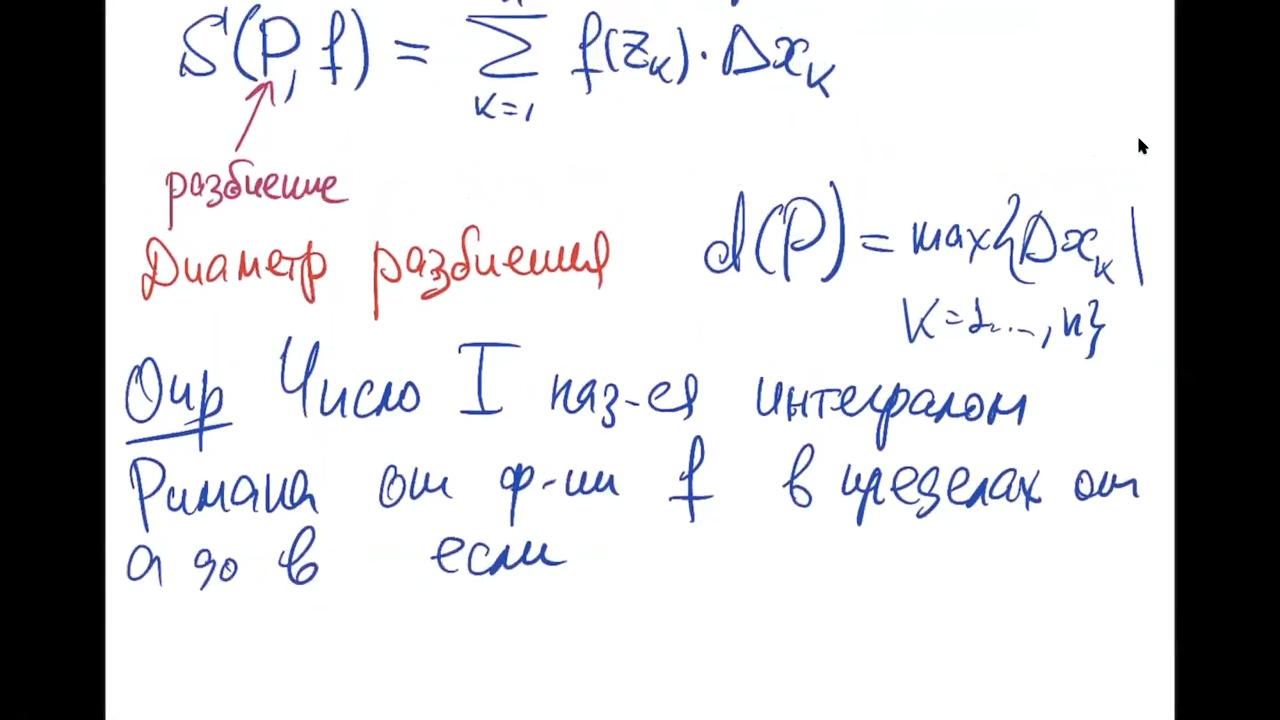 S(P, f) = ∑ f(z_k) · Δx_k
k=1
разбиение
Диаметр разбиения d(P) = max{Δx_k |
k=1,...,n}
Опр Число I наз-ся интегралом
Римана от ф-ии f в пределах от
a до b если